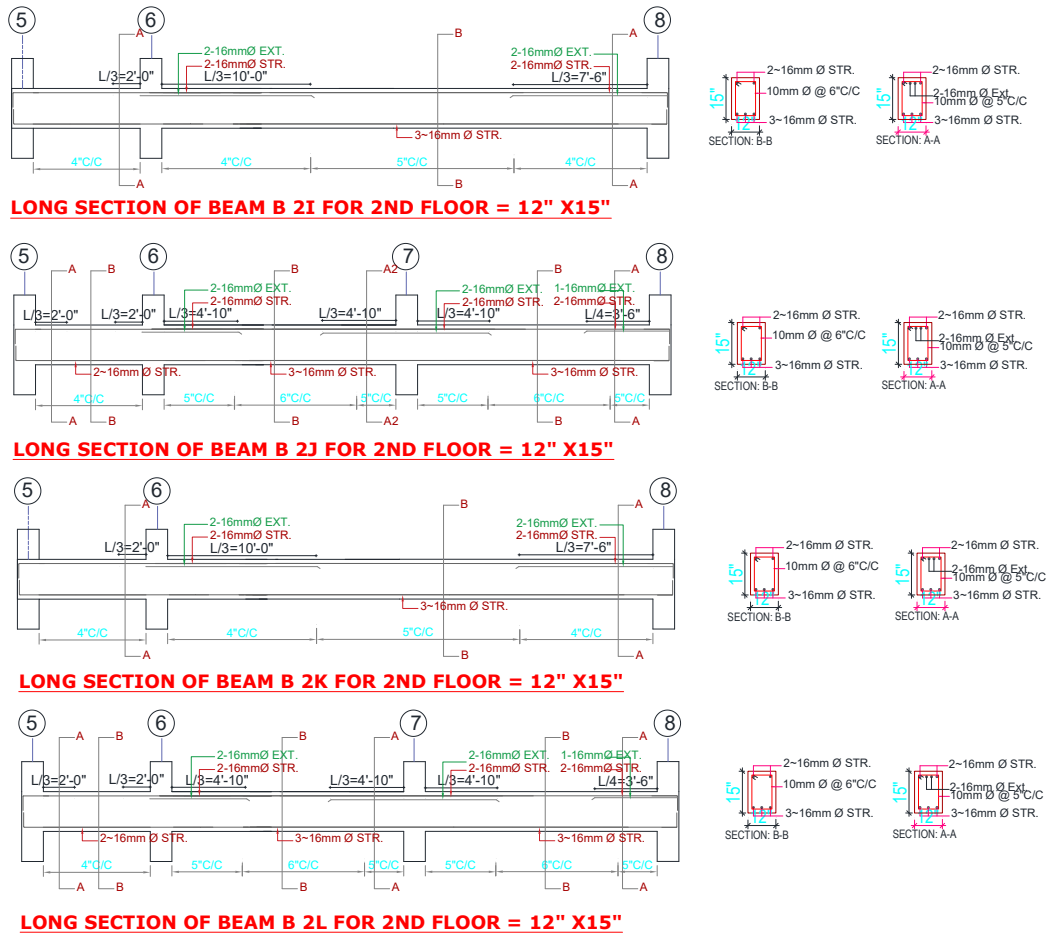 5 6 8
A B A
2-16mmØ EXT. 2-16mmØ EXT.
2-16mmØ STR. 2-16mmØ STR.
L/3=2'-0" L/3=10'-0" L/3=7'-6"
3~16mm Ø STR.
4"C/C 4"C/C 5"C/C 4"C/C
A B A
2~16mm Ø STR.
10mm Ø @ 6"C/C
15"
12"
3~16mm Ø STR.
SECTION: B-B
2~16mm Ø STR.
2-16mm Ø Ext.
10mm Ø @ 5"C/C
15"
12"
3~16mm Ø STR.
SECTION: A-A
LONG SECTION OF BEAM B 2I FOR 2ND FLOOR = 12" X15"
5 6 7 8
A B B A2 B A
2-16mmØ EXT. 2-16mmØ EXT. 1-16mmØ EXT.
2-16mmØ STR. 2-16mmØ STR. 2-16mmØ STR.
L/3=2'-0" L/3=2'-0" L/3=4'-10" L/3=4'-10" L/3=4'-10" L/4=3'-6"
2~16mm Ø STR. 3~16mm Ø STR. 3~16mm Ø STR.
4"C/C 5"C/C 6"C/C 5"C/C 5"C/C 6"C/C 5"C/C
A B B A2 B A
2~16mm Ø STR.
10mm Ø @ 6"C/C
15"
12"
3~16mm Ø STR.
SECTION: B-B
2~16mm Ø STR.
2-16mm Ø Ext.
10mm Ø @ 5"C/C
15"
12"
3~16mm Ø STR.
SECTION: A-A
LONG SECTION OF BEAM B 2J FOR 2ND FLOOR = 12" X15"
5 6 8
A B A
2-16mmØ EXT. 2-16mmØ EXT.
2-16mmØ STR. 2-16mmØ STR.
L/3=2'-0" L/3=10'-0" L/3=7'-6"
3~16mm Ø STR.
4"C/C 4"C/C 5"C/C 4"C/C
A B A
2~16mm Ø STR.
10mm Ø @ 6"C/C
15"
12"
3~16mm Ø STR.
SECTION: B-B
2~16mm Ø STR.
2-16mm Ø Ext.
10mm Ø @ 5"C/C
15"
12"
3~16mm Ø STR.
SECTION: A-A
LONG SECTION OF BEAM B 2K FOR 2ND FLOOR = 12" X15"
5 6 7 8
A B B A B A
2-16mmØ EXT. 2-16mmØ EXT. 1-16mmØ EXT.
2-16mmØ STR. 2-16mmØ STR. 2-16mmØ STR.
L/3=2'-0" L/3=2'-0" L/3=4'-10" L/3=4'-10" L/3=4'-10" L/4=3'-6"
2~16mm Ø STR. 3~16mm Ø STR. 3~16mm Ø STR.
4"C/C 5"C/C 6"C/C 5"C/C 5"C/C 6"C/C 5"C/C
A B B A B A
2~16mm Ø STR.
10mm Ø @ 6"C/C
15"
12"
3~16mm Ø STR.
SECTION: B-B
2~16mm Ø STR.
2-16mm Ø Ext.
10mm Ø @ 5"C/C
15"
12"
3~16mm Ø STR.
SECTION: A-A
LONG SECTION OF BEAM B 2L FOR 2ND FLOOR = 12" X15"